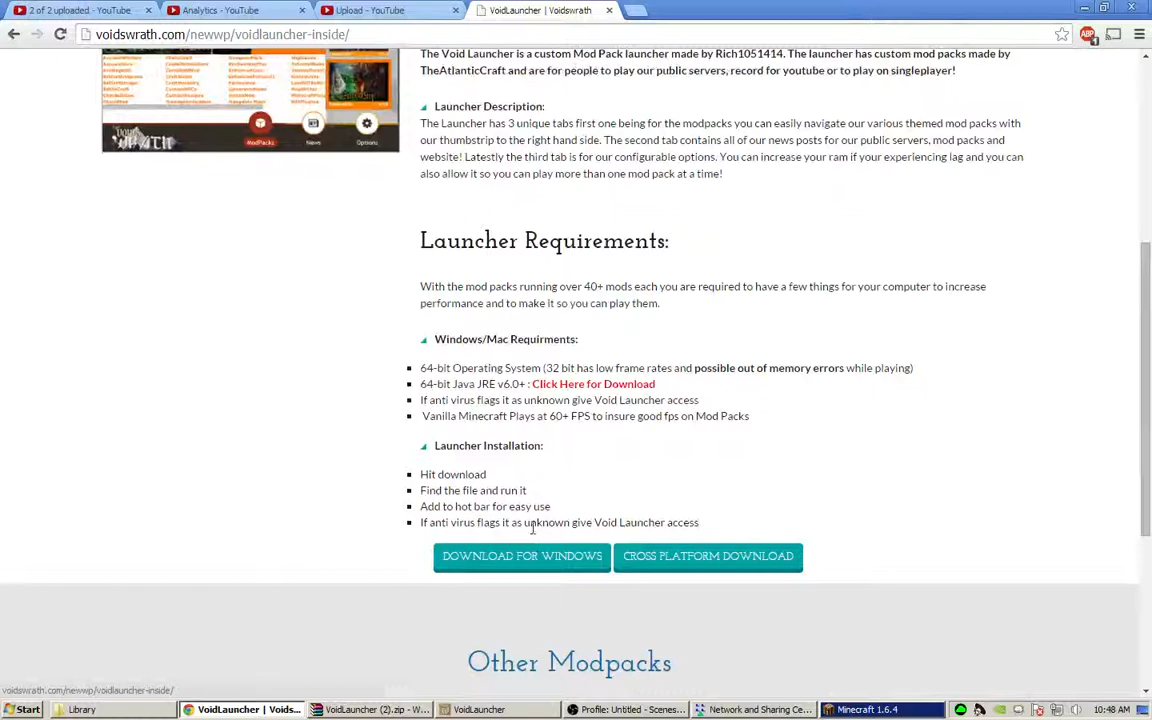 2 of 2 uploaded. - YouTube
Analytics - YouTube
Upload - YouTube
VoidLauncher | Voidswrath
voidswrath.com/newwp/voidlauncher-inside/
ABP
The Void Launcher is a custom Mod Pack launcher made by Rich1051414. The launcher has custom mod packs made by
TheAtlanticCraft and are for people to play our public servers, record for youtube or to play on singleplayer!
Launcher Description:
The Launcher has 3 unique tabs first one being for the modpacks you can easily navigate our various themed mod packs with
our thumbstrip to the right hand side. The second tab contains all of our news posts for our public servers, mod packs and
website! Latestly the third tab is for our configurable options. You can increase your ram if your experiencing lag and you can
also allow it so you can play more than one mod pack at a time!
ModPacks
News
Options
Launcher Requirements:
With the mod packs running over 40+ mods each you are required to have a few things for your computer to increase
performance and to make it so you can play them.
Windows/Mac Requirments:
64-bit Operating System (32 bit has low frame rates and possible out of memory errors while playing)
64-bit Java JRE v6.0+ : Click Here for Download
If anti virus flags it as unknown give Void Launcher access
Vanilla Minecraft Plays at 60+ FPS to insure good fps on Mod Packs
Launcher Installation:
Hit download
Find the file and run it
Add to hot bar for easy use
If anti virus flags it as unknown give Void Launcher access
DOWNLOAD FOR WINDOWS
CROSS PLATFORM DOWNLOAD
Other Modpacks
voidswrath.com/newwp/voidlauncher-inside/
Start
Library
VoidLauncher | Voids...
VoidLauncher (2).zip - W...
VoidLauncher
Profile: Untitled - Scenes...
Network and Sharing Ce...
Minecraft 1.6.4
10:48 AM